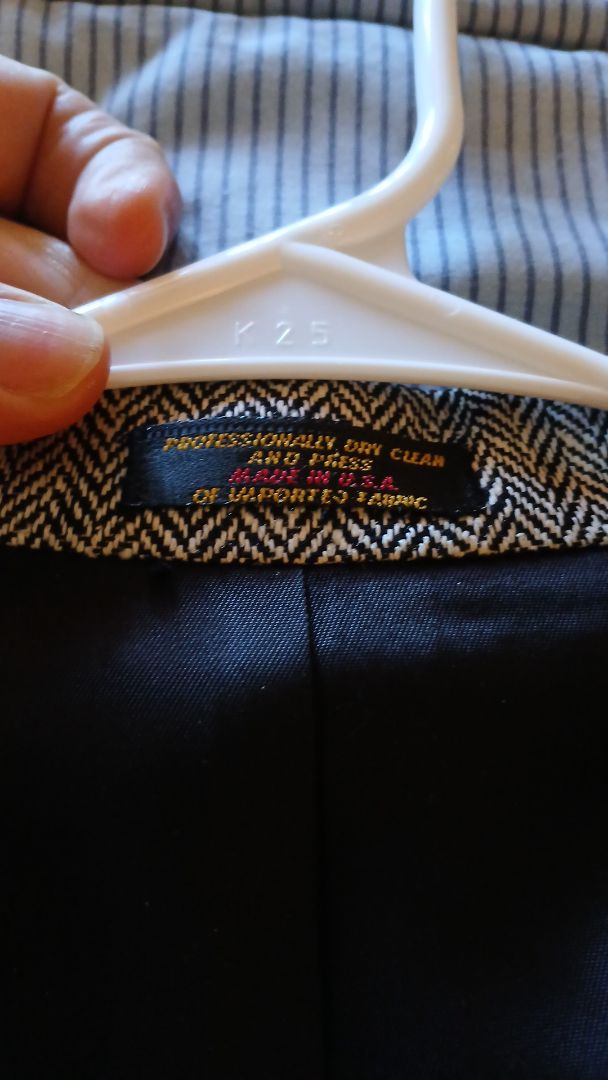 K 25
PROFESSIONALLY DRY CLEAN
AND PRESS
MADE IN U.S.A.
OF IMPORTED FABRIC